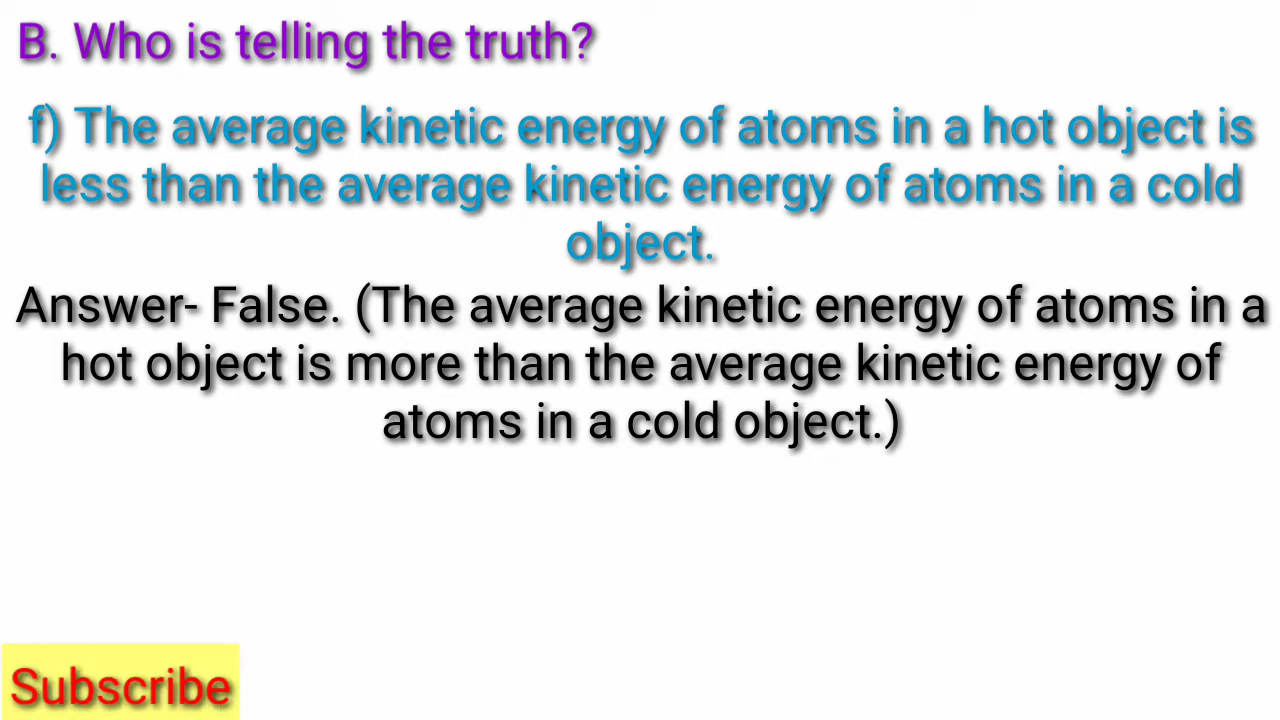 B. Who is telling the truth?
f) The average kinetic energy of atoms in a hot object is
less than the average kinetic energy of atoms in a cold
object.
Answer- False. (The average kinetic energy of atoms in a
hot object is more than the average kinetic energy of
atoms in a cold object.)
Subscribe